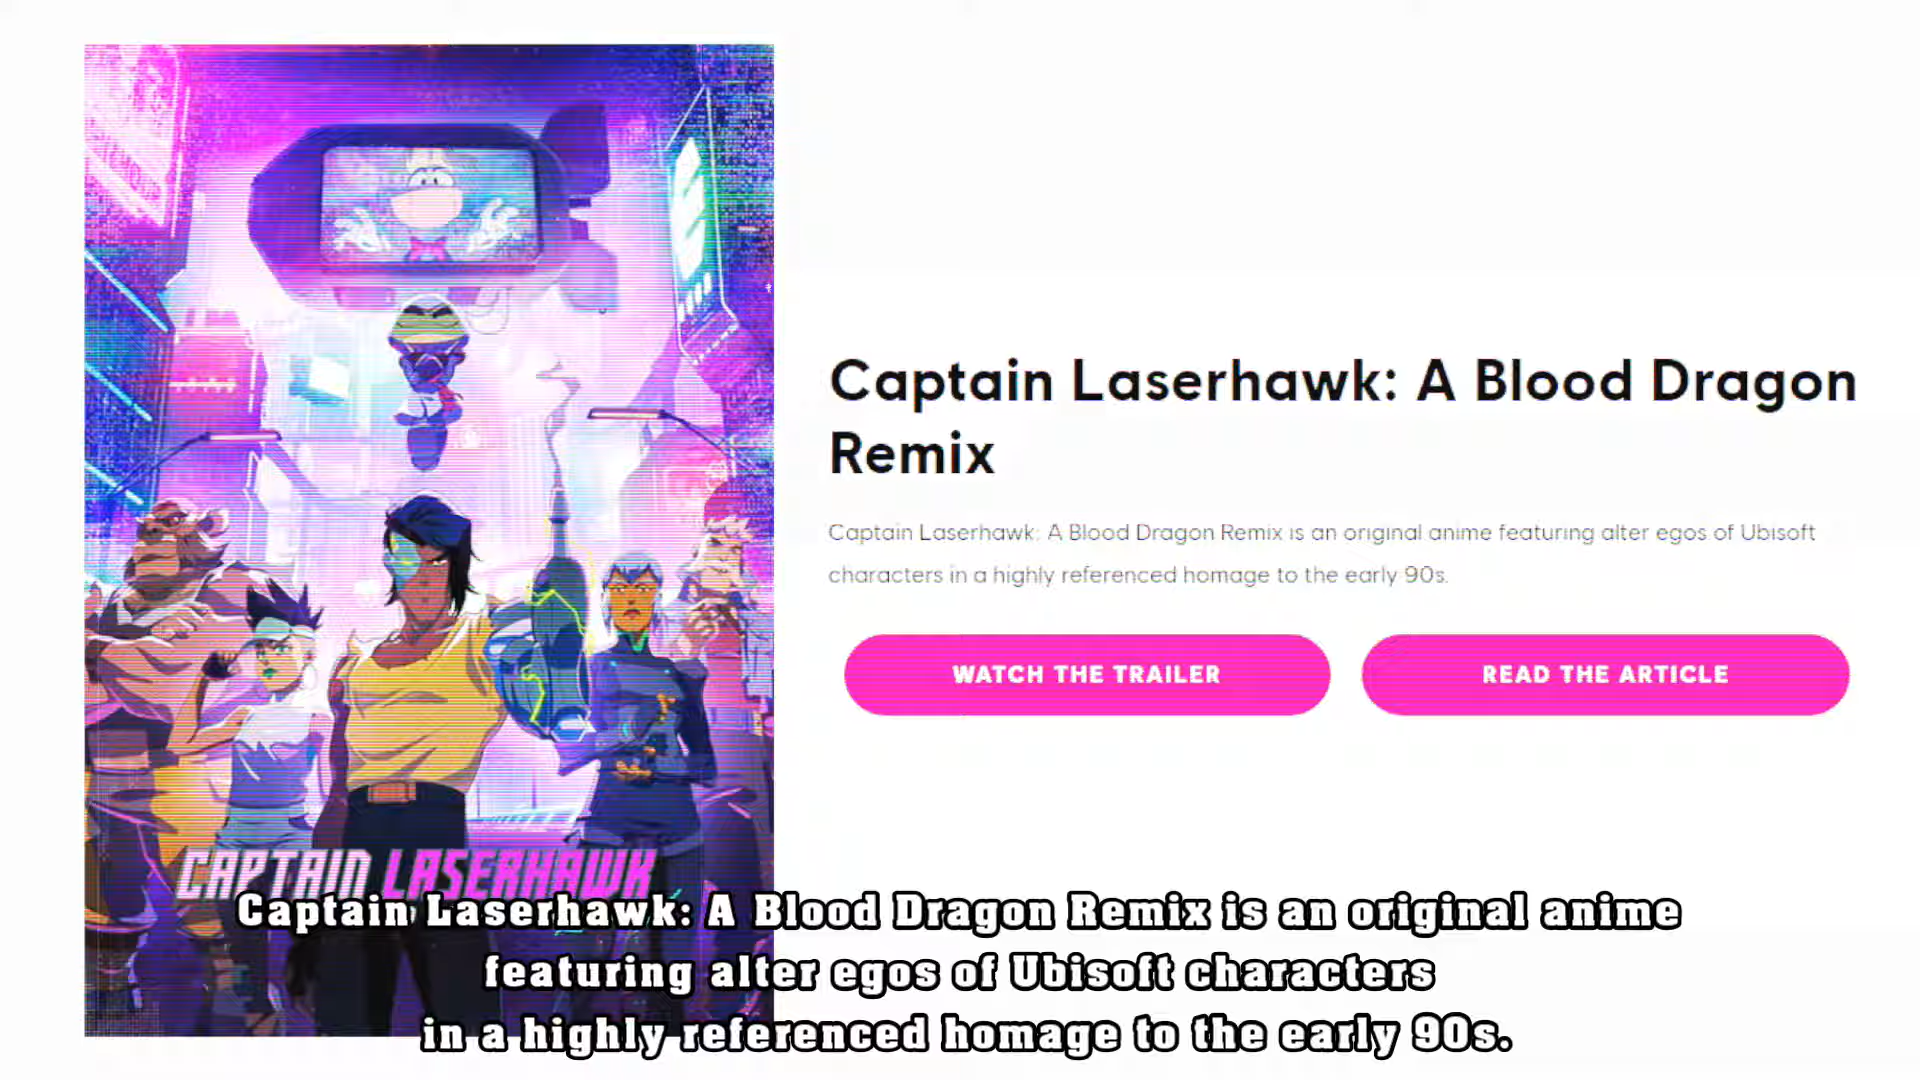 Captain Laserhawk: A Blood Dragon
Remix
Captain Laserhawk: A Blood Dragon Remix is an original anime featuring alter egos of Ubisoft
characters in a highly referenced homage to the early 90s.
WATCH THE TRAILER
READ THE ARTICLE
CAPTAIN LASERHAWK
Captain Laserhawk: A Blood Dragon Remix is an original anime
featuring alter egos of Ubisoft characters
in a highly referenced homage to the early 90s.